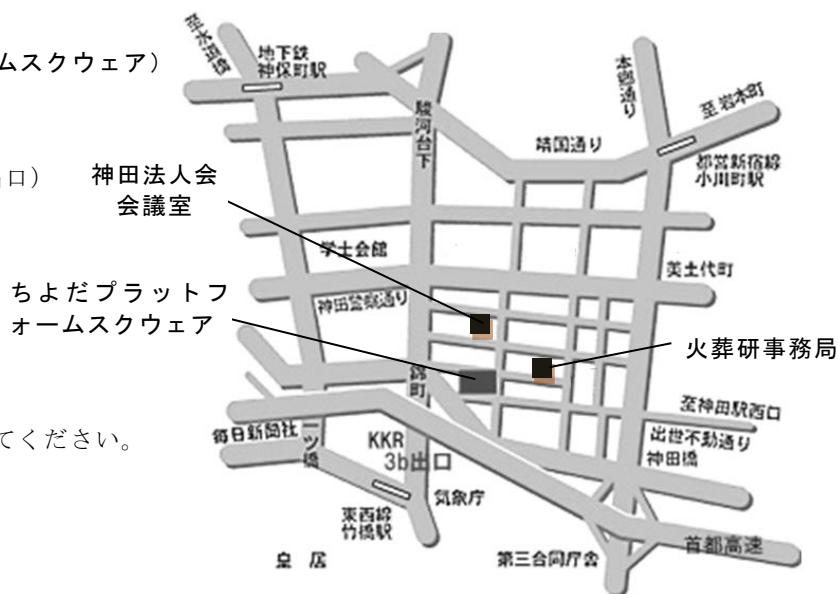 至水道橋
ムスクウェア）
地下鉄
神保町駅
本郷通り
至岩本町
駿河台下
靖国通り
都営新宿線
小川町駅
口）
神田法人会
会議室
学士会館
美土代町
ちよだプラットフ
ォームスクウェア
神田警察通り
火葬研事務局
錦町
至神田駅西口
出世不動通り
神田橋
毎日新聞社
一ツ橋
てください。
KKR
3b出口
気象庁
東西線
竹橋駅
首都高速
皇居
第三合同庁舎